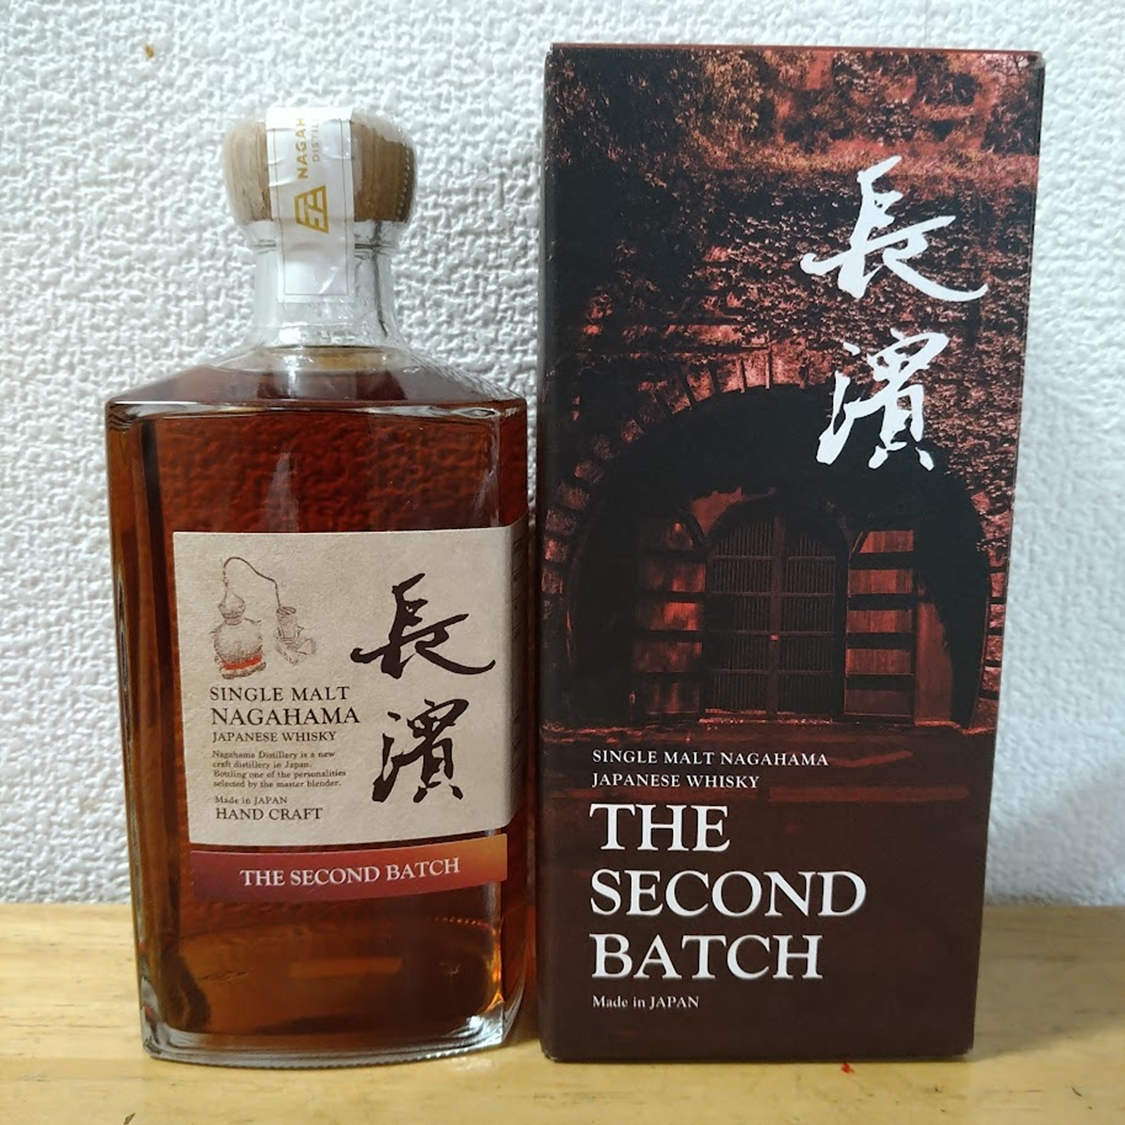 NAGAH
DISTIL
SINGLE MALT
NAGAHAMA
JAPANESE WHISKY
Nagahama Distillery is a new
craft distillery in Japan.
Bottling one of the personalities
selected by the master blender.
Made in JAPAN
HAND CRAFT
長
濱
THE SECOND BATCH
長
濱
SINGLE MALT NAGAHAMA
JAPANESE WHISKY
THE
SECOND
BATCH
Made in JAPAN